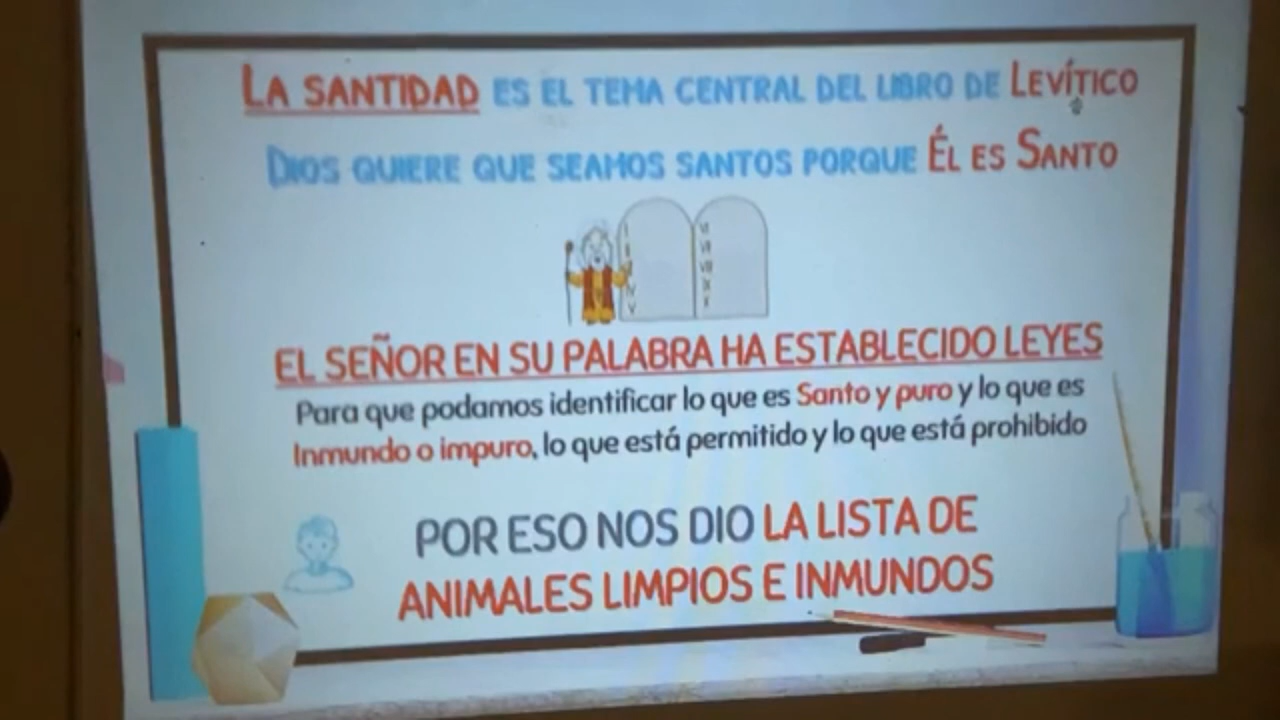 LA SANTIDAD ES EL TEMA CENTRAL DEL LIBRO DE LEVÍTICO
DIOS QUIERE QUE SEAMOS SANTOS PORQUE ÉL ES SANTO
EL SEÑOR EN SU PALABRA HA ESTABLECIDO LEYES
Para que podamos identificar lo que es Santo y puro y lo que es
Inmundo o impuro, lo que está permitido y lo que está prohibido
POR ESO NOS DIO LA LISTA DE
ANIMALES LIMPIOS E INMUNDOS